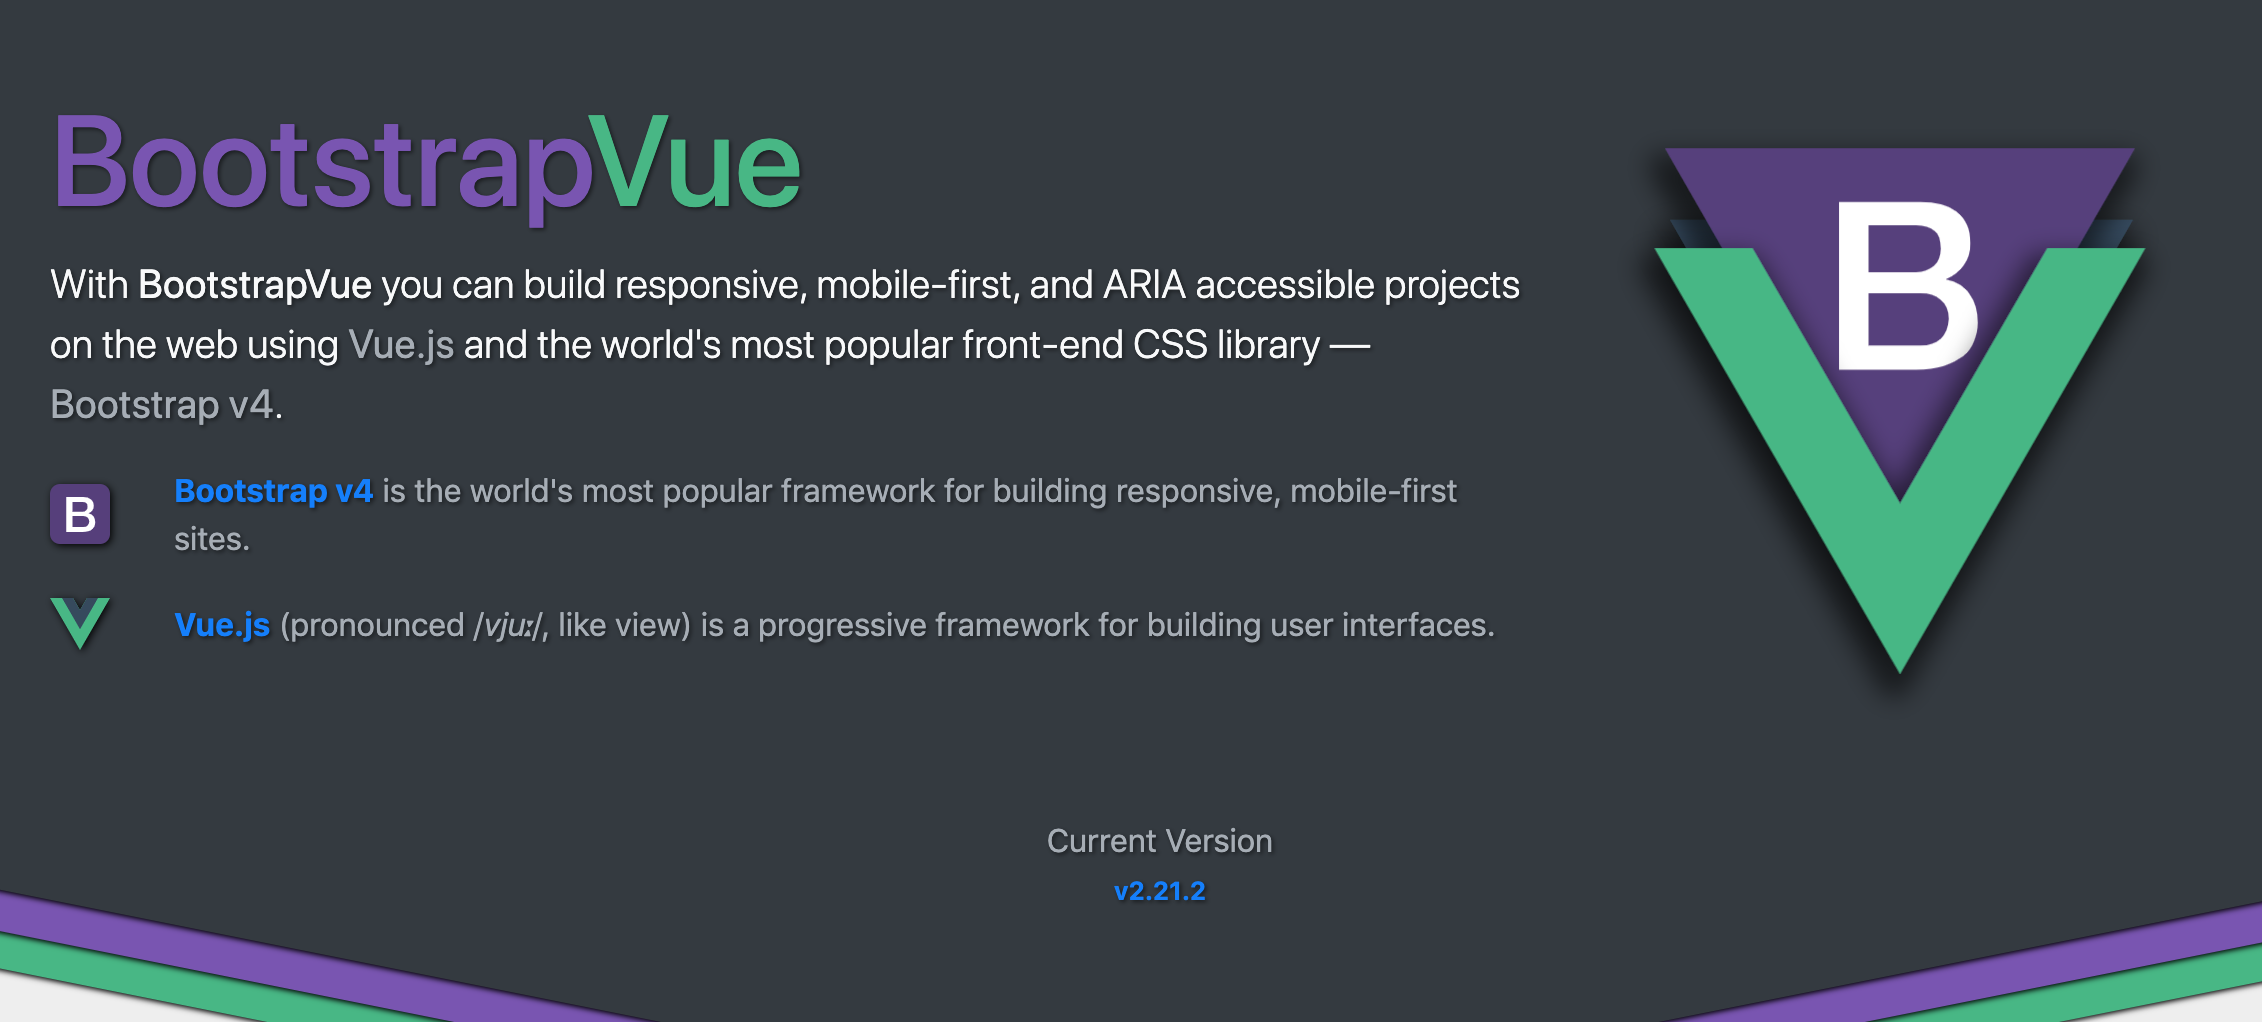 BootstrapVue
With BootstrapVue you can build responsive, mobile-first, and ARIA accessible projects
on the web using Vue.js and the world's most popular front-end CSS library —
Bootstrap v4.
B
Bootstrap v4 is the world's most popular framework for building responsive, mobile-first
sites.
Vue.js (pronounced /vjuː/, like view) is a progressive framework for building user interfaces.
B
Current Version
v2.21.2